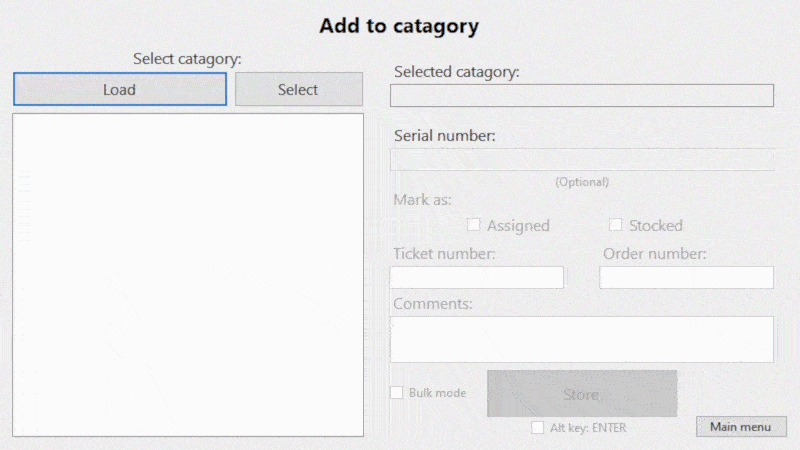 Add to catagory
Select catagory:
Load
Select
Selected catagory:
Serial number:
(Optional)
Mark as:
Assigned
Stocked
Ticket number:
Order number:
Comments:
Bulk mode
Store
Alt key: ENTER
Main menu